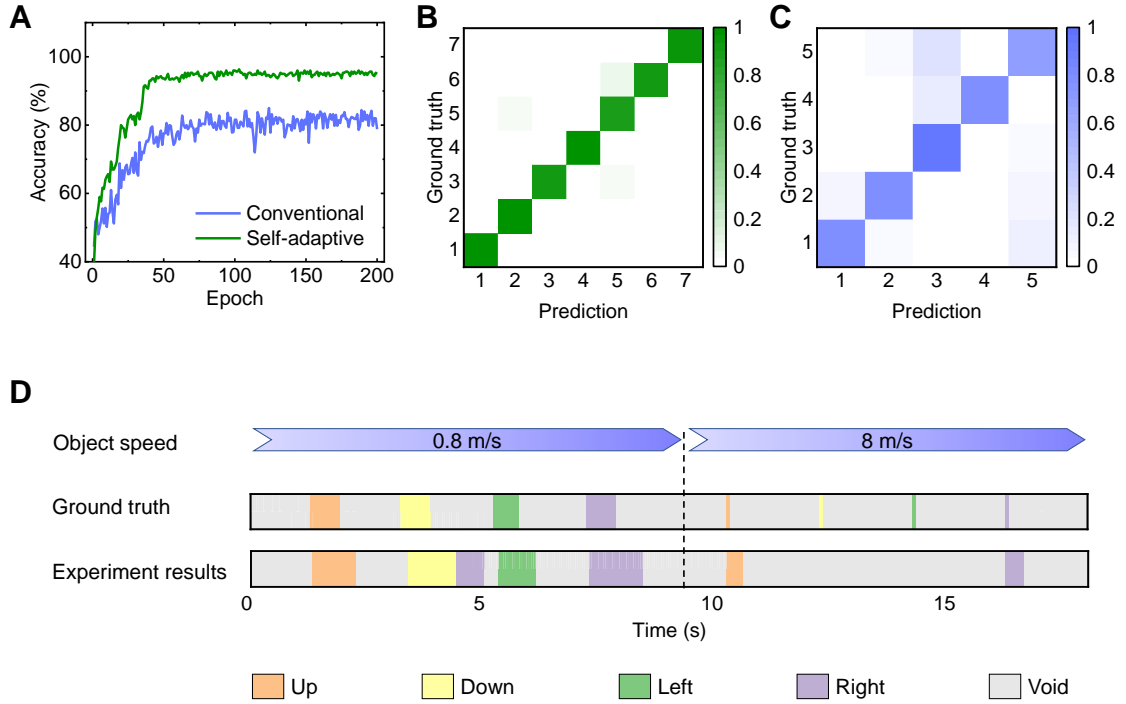 A
Accuracy (%)
100
80
60
40
0 50 100 150 200
Epoch
Conventional
Self-adaptive
B
Ground truth
7
6
5
4
3
2
1
1 2 3 4 5 6 7
Prediction
1
0.8
0.6
0.4
0.2
0
C
Ground truth
5
4
3
2
1
1 2 3 4 5
Prediction
1
0.8
0.6
0.4
0.2
0
D
Object speed 0.8 m/s 8 m/s
Ground truth
Experiment results
0 5 10 15
Time (s)
Up Down Left Right Void